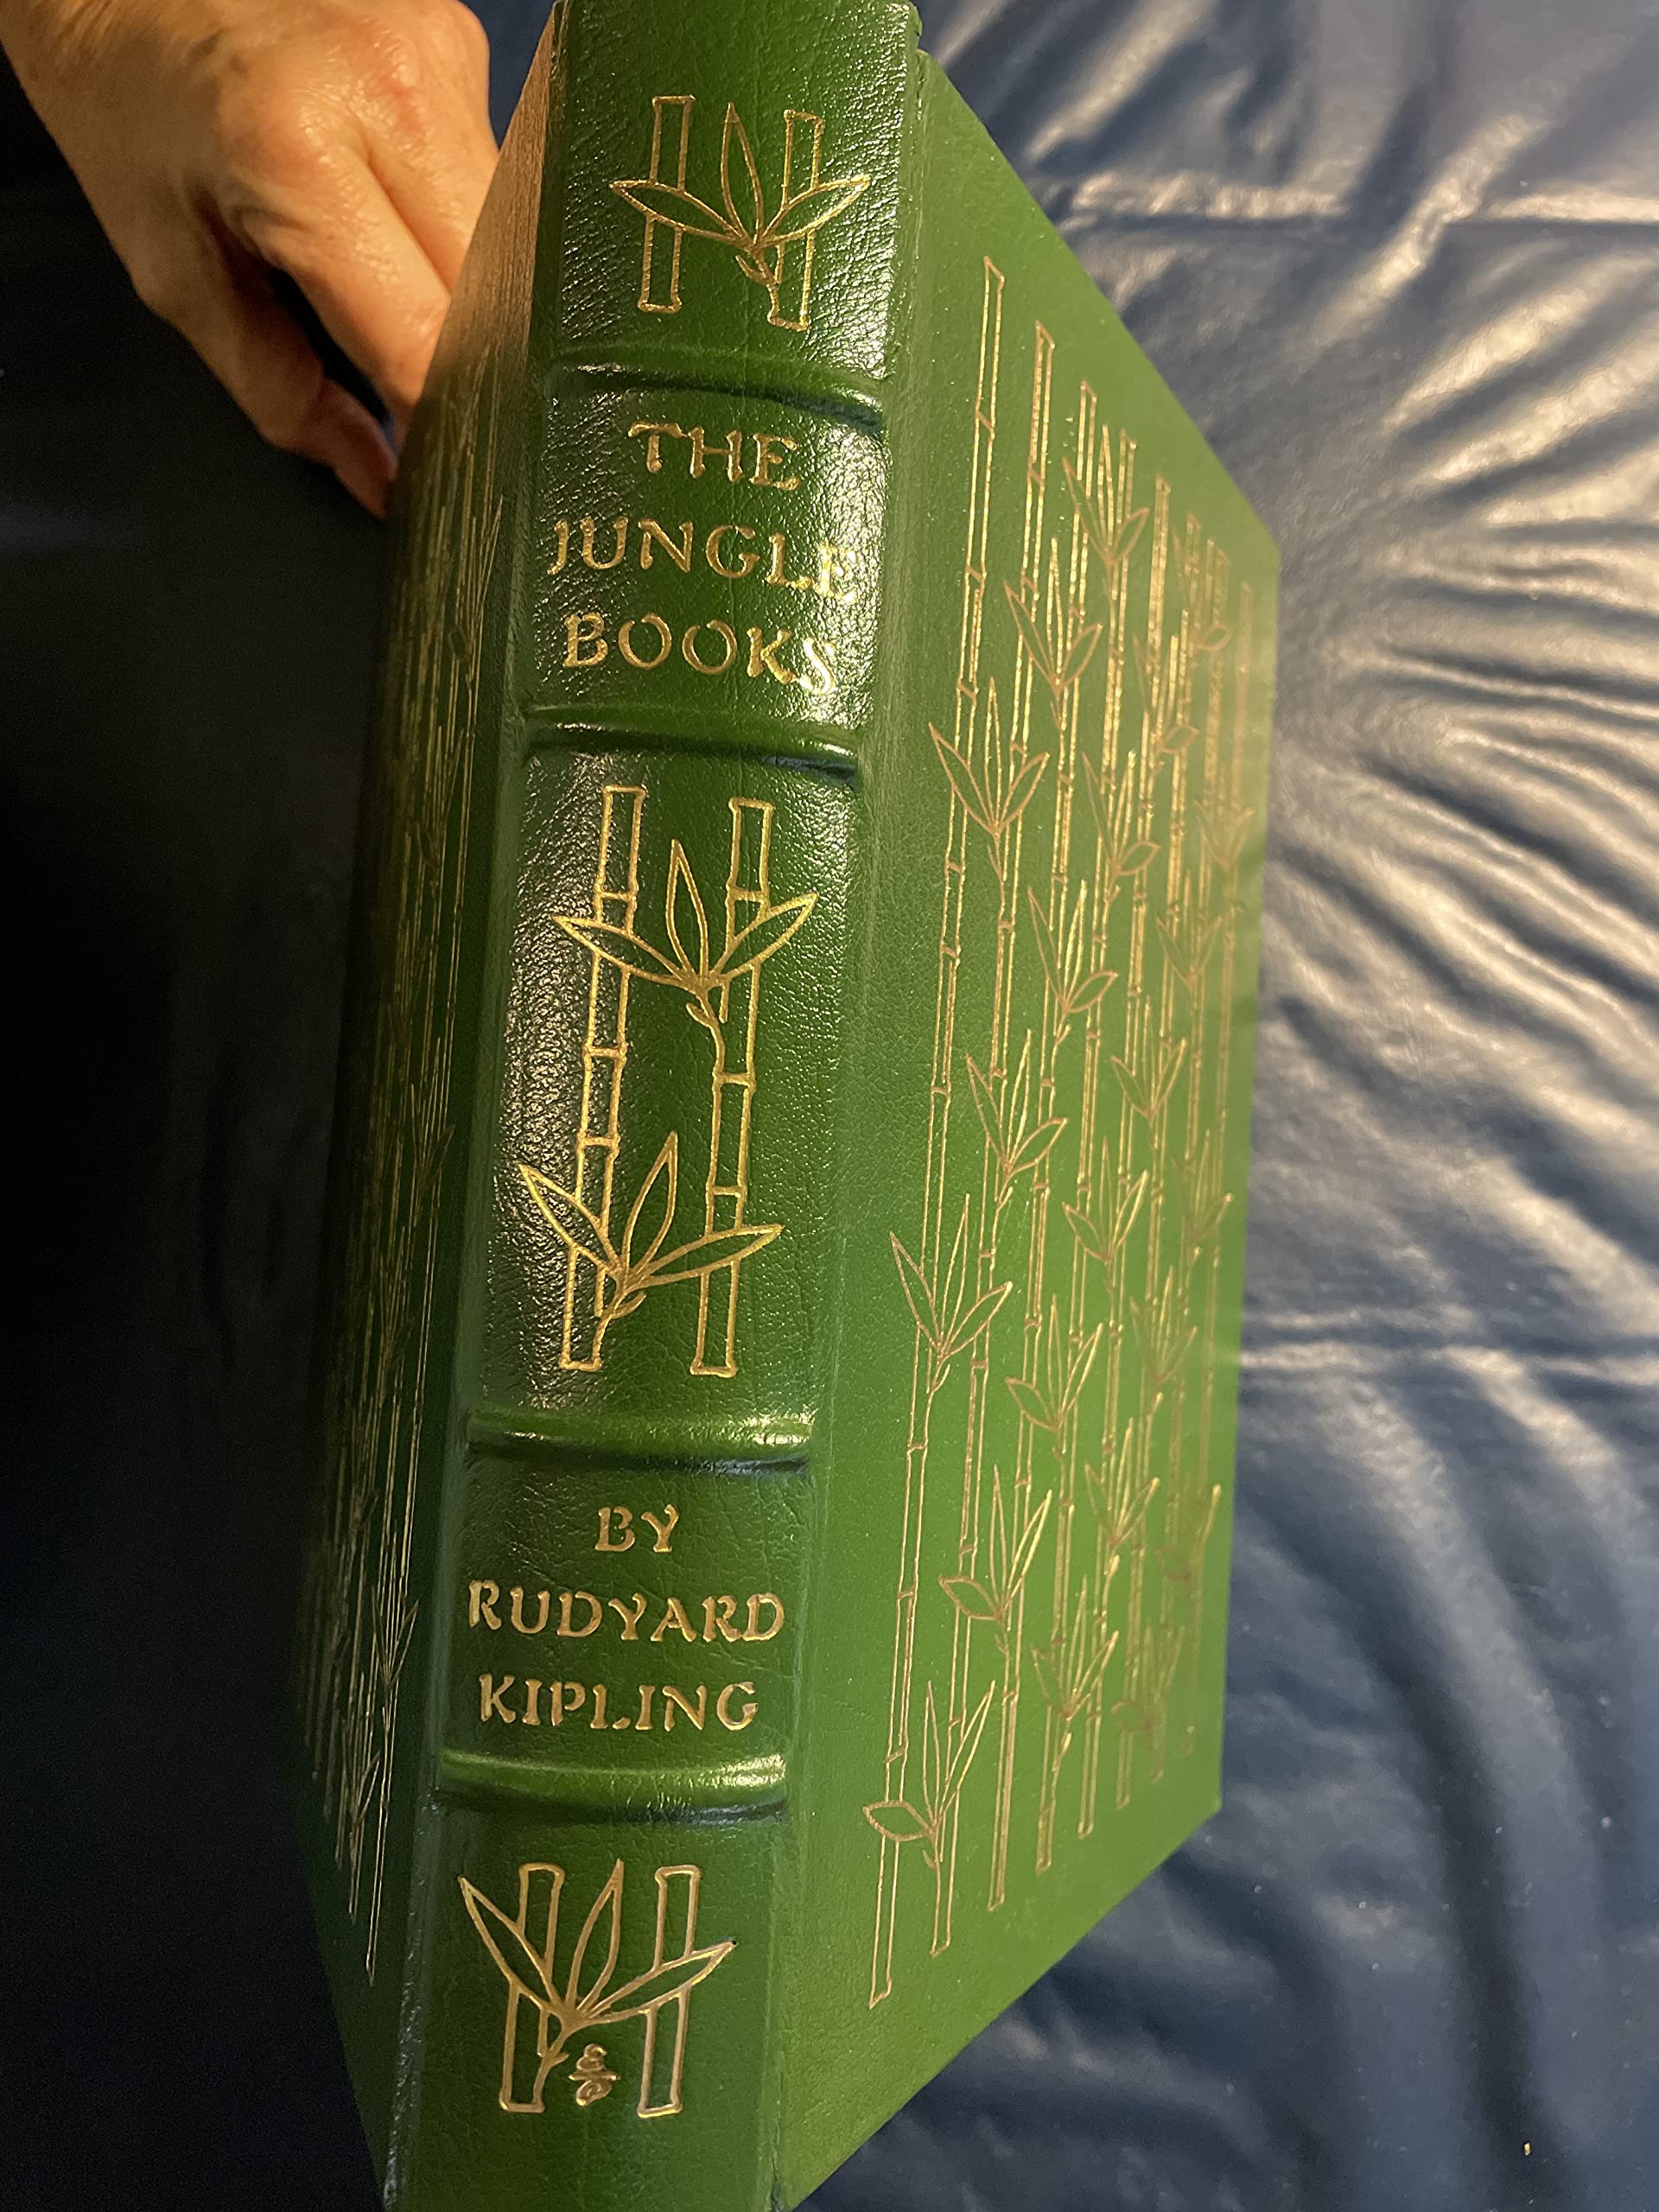 THE
JUNGLE
BOOKS
BY
RUDYARD
KIPLING